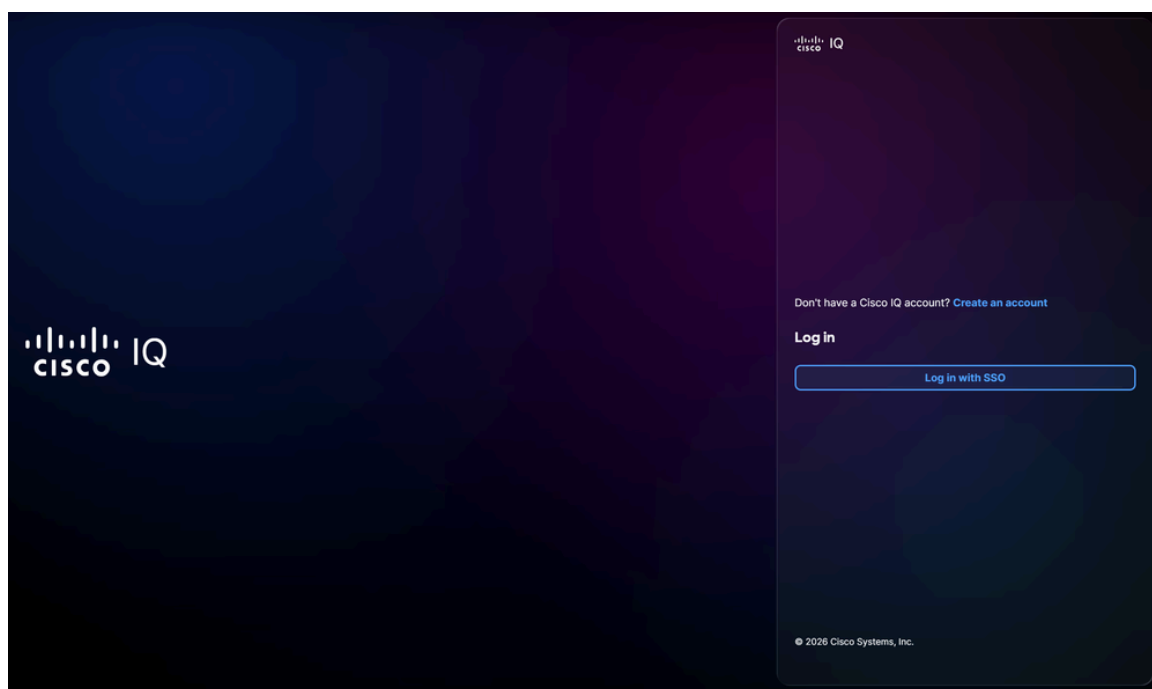 cisco IQ
cisco IQ
Don't have a Cisco IQ account? Create an account
Log in
Log in with SSO
© 2026 Cisco Systems, Inc.